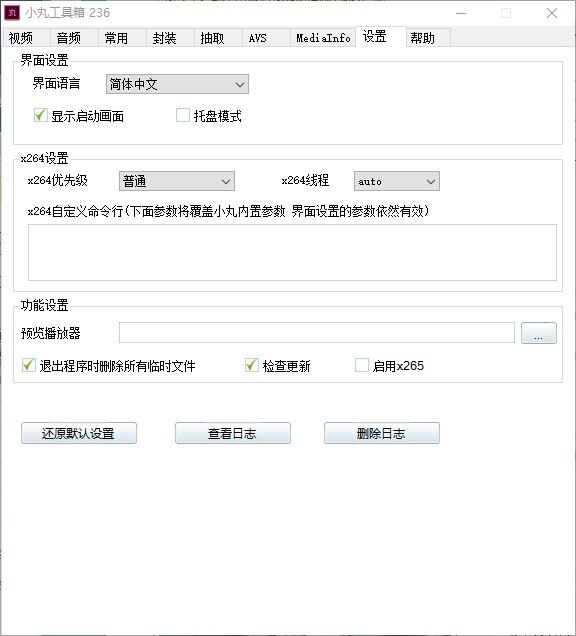 小丸工具箱 236
视频 音频 常用 封装 抽取 AVS MediaInfo 设置 帮助
界面设置
界面语言 简体中文
显示启动画面 托盘模式
x264设置
x264优先级 普通 x264线程 auto
x264自定义命令行(下面参数将覆盖小丸内置参数 界面设置的参数依然有效)
功能设置
预览播放器 ...
退出程序时删除所有临时文件 检查更新 启用x265
还原默认设置 查看日志 删除日志